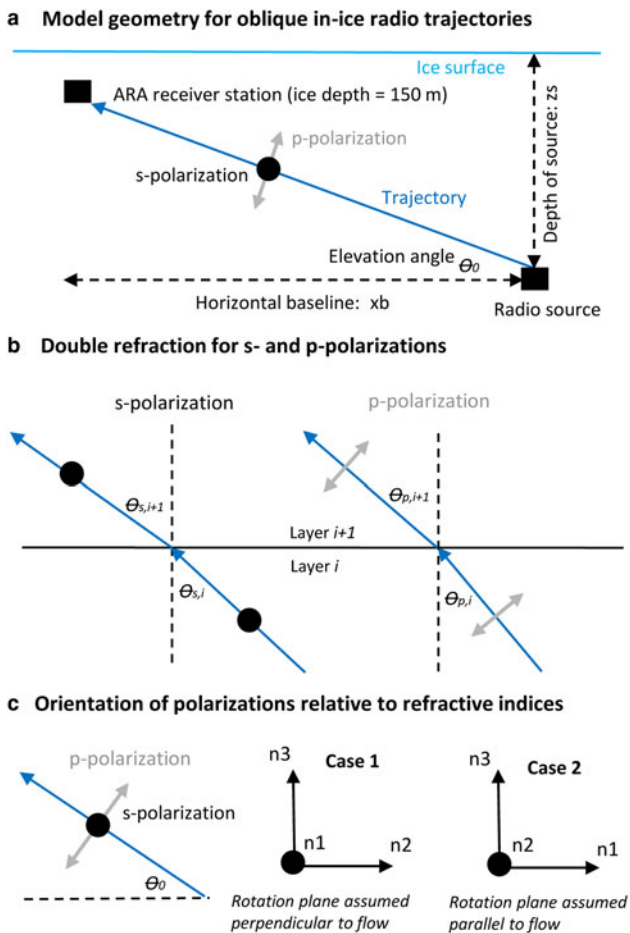 a Model geometry for oblique in-ice radio trajectories
Ice surface
ARA receiver station (ice depth = 150 m)
p-polarization
s-polarization
Trajectory
Depth of source: zs
Elevation angle
Θ0
Horizontal baseline: xb
Radio source
b Double refraction for s- and p-polarizations
s-polarization
p-polarization
Θs,i+1
Θp,i+1
Layer i+1
Layer i
Θs,i
Θp,i
c Orientation of polarizations relative to refractive indices
p-polarization
s-polarization
Θ0
n3
Case 1
n1
n2
Rotation plane assumed
perpendicular to flow
n3
Case 2
n2
n1
Rotation plane assumed
parallel to flow